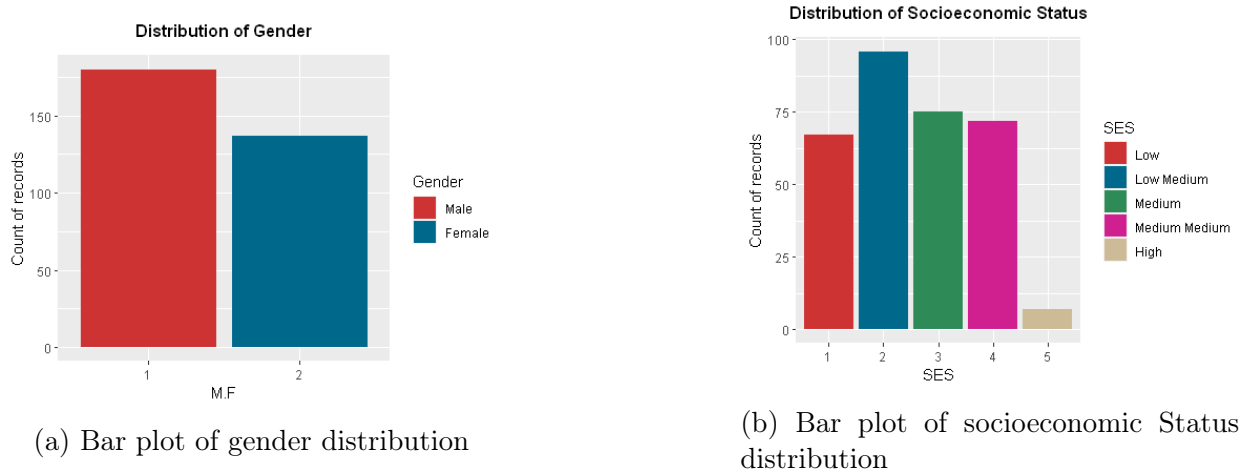 Distribution of Gender
150
100
50
0
Count of records
1
2
M.F
Gender
Male
Female
(a) Bar plot of gender distribution
Distribution of Socioeconomic Status
100
75
50
25
0
Count of records
1
2
3
4
5
SES
SES
Low
Low Medium
Medium
Medium Medium
High
(b) Bar plot of socioeconomic Status
distribution